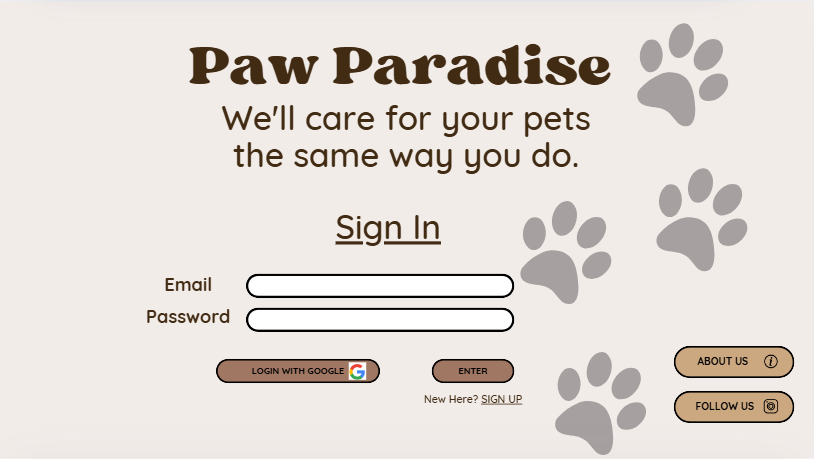 Paw Paradise
We'll care for your pets
the same way you do.
Sign In
Email
Password
LOGIN WITH GOOGLE
ENTER
New Here? SIGN UP
ABOUT US
FOLLOW US